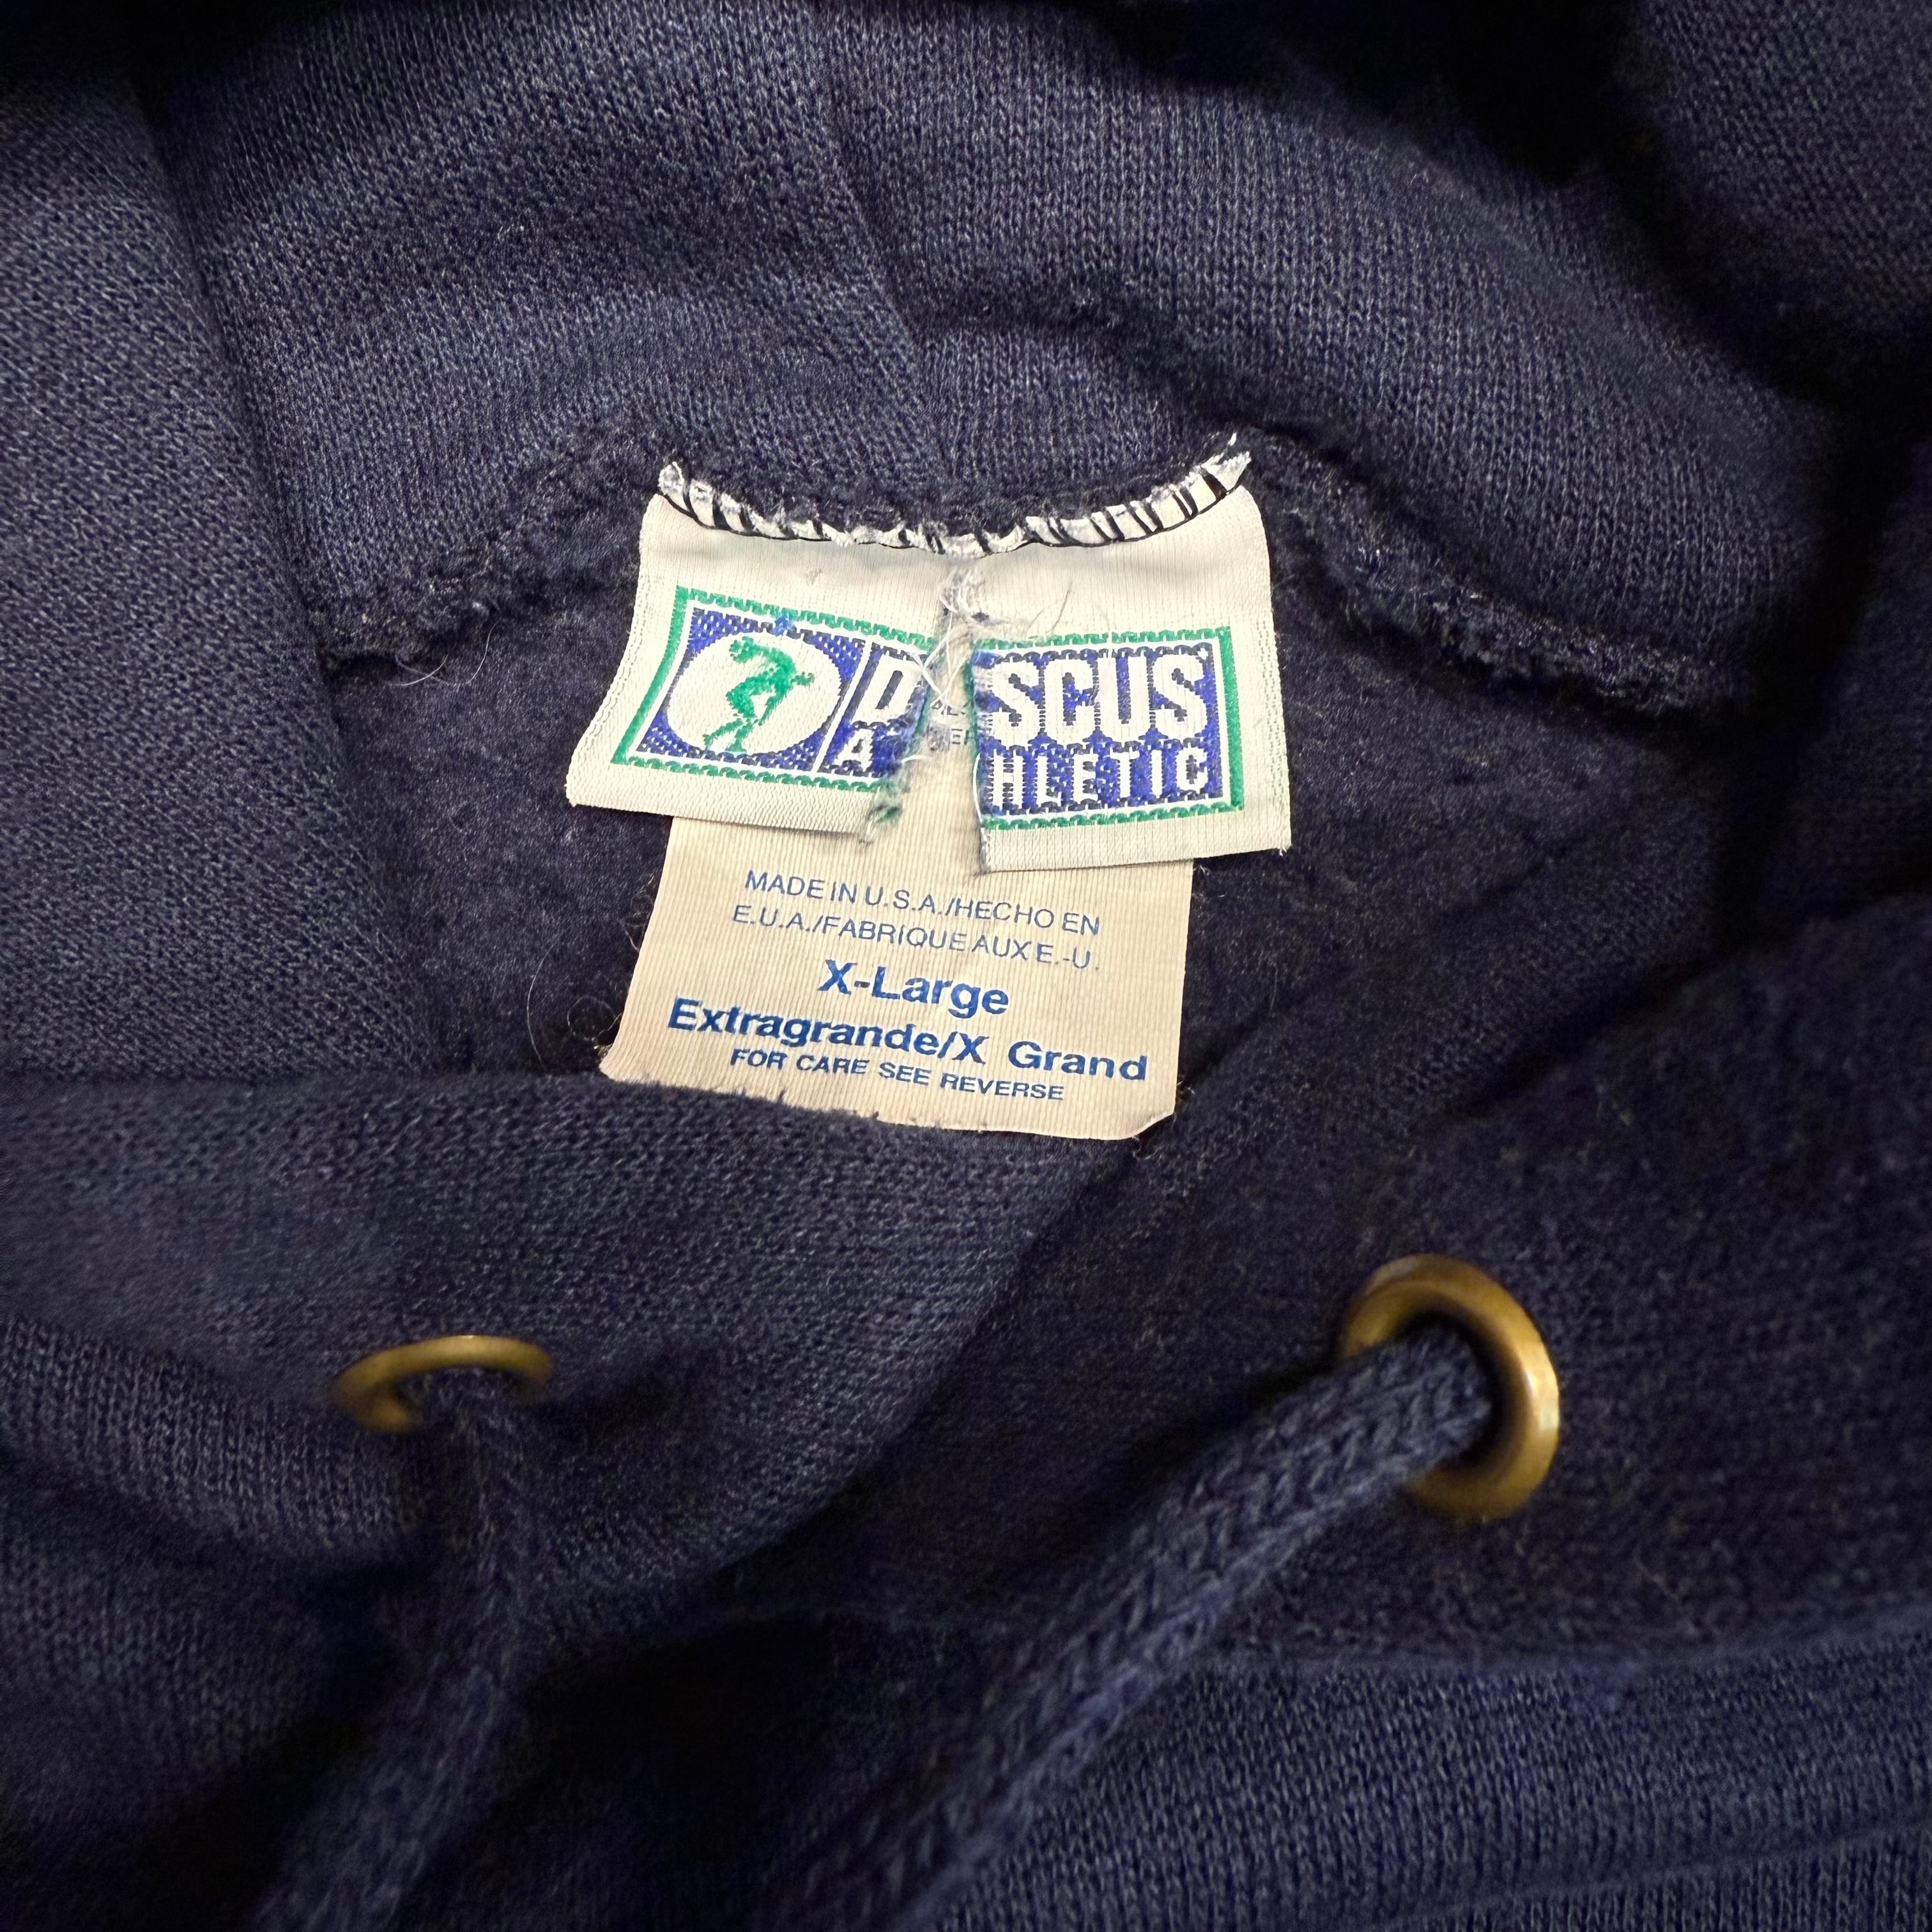 D SCUS
A HLETIC
MADE IN U.S.A./HECHO EN
E.U.A./FABRIQUE AUX E.-U.
X-Large
Extragrande/X Grand
FOR CARE SEE REVERSE